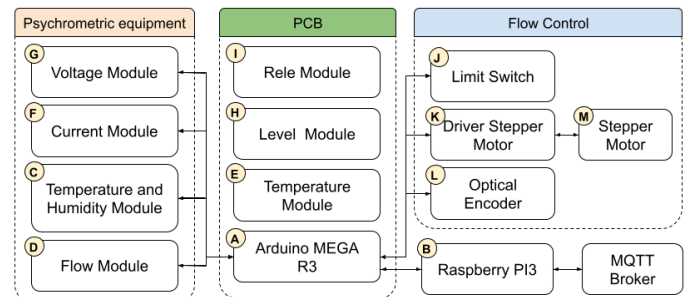 Psychrometric equipment
PCB
Flow Control
G
Voltage Module
F
Current Module
C
Temperature and
Humidity Module
D
Flow Module
I
Rele Module
H
Level Module
E
Temperature
Module
A
Arduino MEGA
R3
J
Limit Switch
K
Driver Stepper
Motor
M
Stepper
Motor
L
Optical
Encoder
B
Raspberry PI3
MQTT
Broker